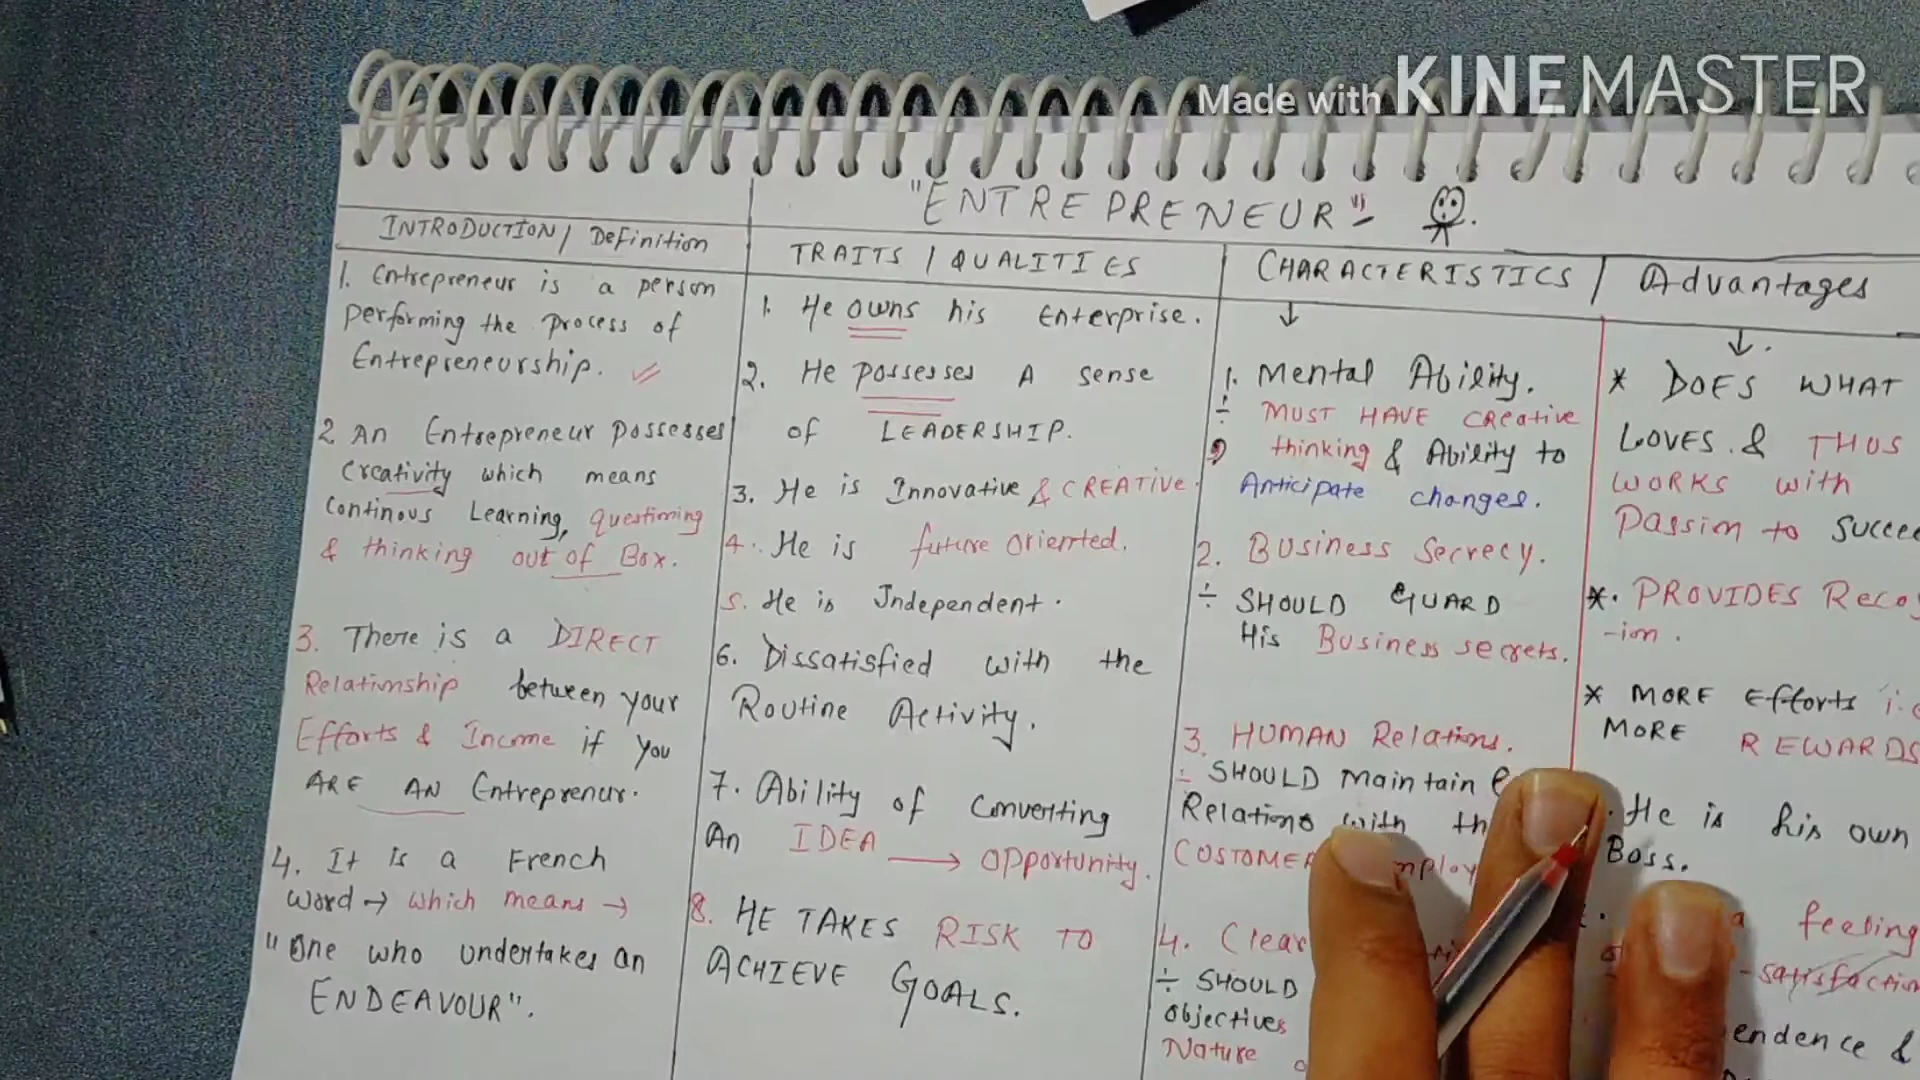 Made with KINEMASTER
"ENTREPRENEUR"
INTRODUCTION / Definition
1. Entrepreneur is a person
performing the process of
Entrepreneurship.
2 An Entrepreneur possesses
creativity which means
continous Learning, questioning
& thinking out of Box.
3. There is a DIRECT
Relationship between your
Efforts & Income if you
ARE AN Entreprenur.
4. It is a French
word → which means →
"One who undertakes an
ENDEAVOUR".
TRAITS / QUALITIES
1. He owns his Enterprise.
2. He possesses A sense
of LEADERSHIP.
3. He is Innovative & CREATIVE.
4. He is future oriented.
5. He is Independent.
6. Dissatisfied with the
Routine Activity.
7. Ability of Converting
An IDEA → opportunity.
8. HE TAKES RISK TO
ACHIEVE GOALS.
CHARACTERISTICS
↓
1. Mental Ability.
÷ MUST HAVE Creative
thinking & Ability to
Anticipate changes.
2. Business Secrecy.
÷ SHOULD GUARD
His Business secrets.
3. HUMAN Relations.
÷ SHOULD Maintain
Relations with
4. Clear
÷ SHOULD
objectives
Nature
Advantages
↓.
* DOES WHAT
LOVES & THUS
WORKS with
Passion to
*. PROVIDES
-ion.
* MORE Efforts
MORE REWARDS
He is his own
Boss.
a feeling
-satisfaction
&